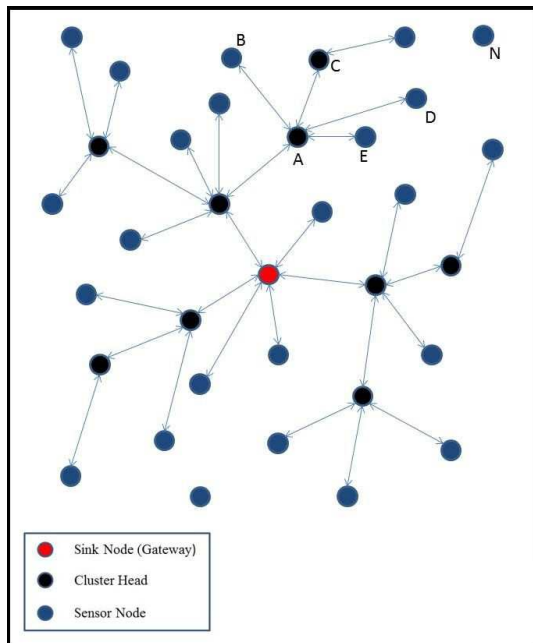 B
C
N
D
A
E
Sink Node (Gateway)
Cluster Head
Sensor Node